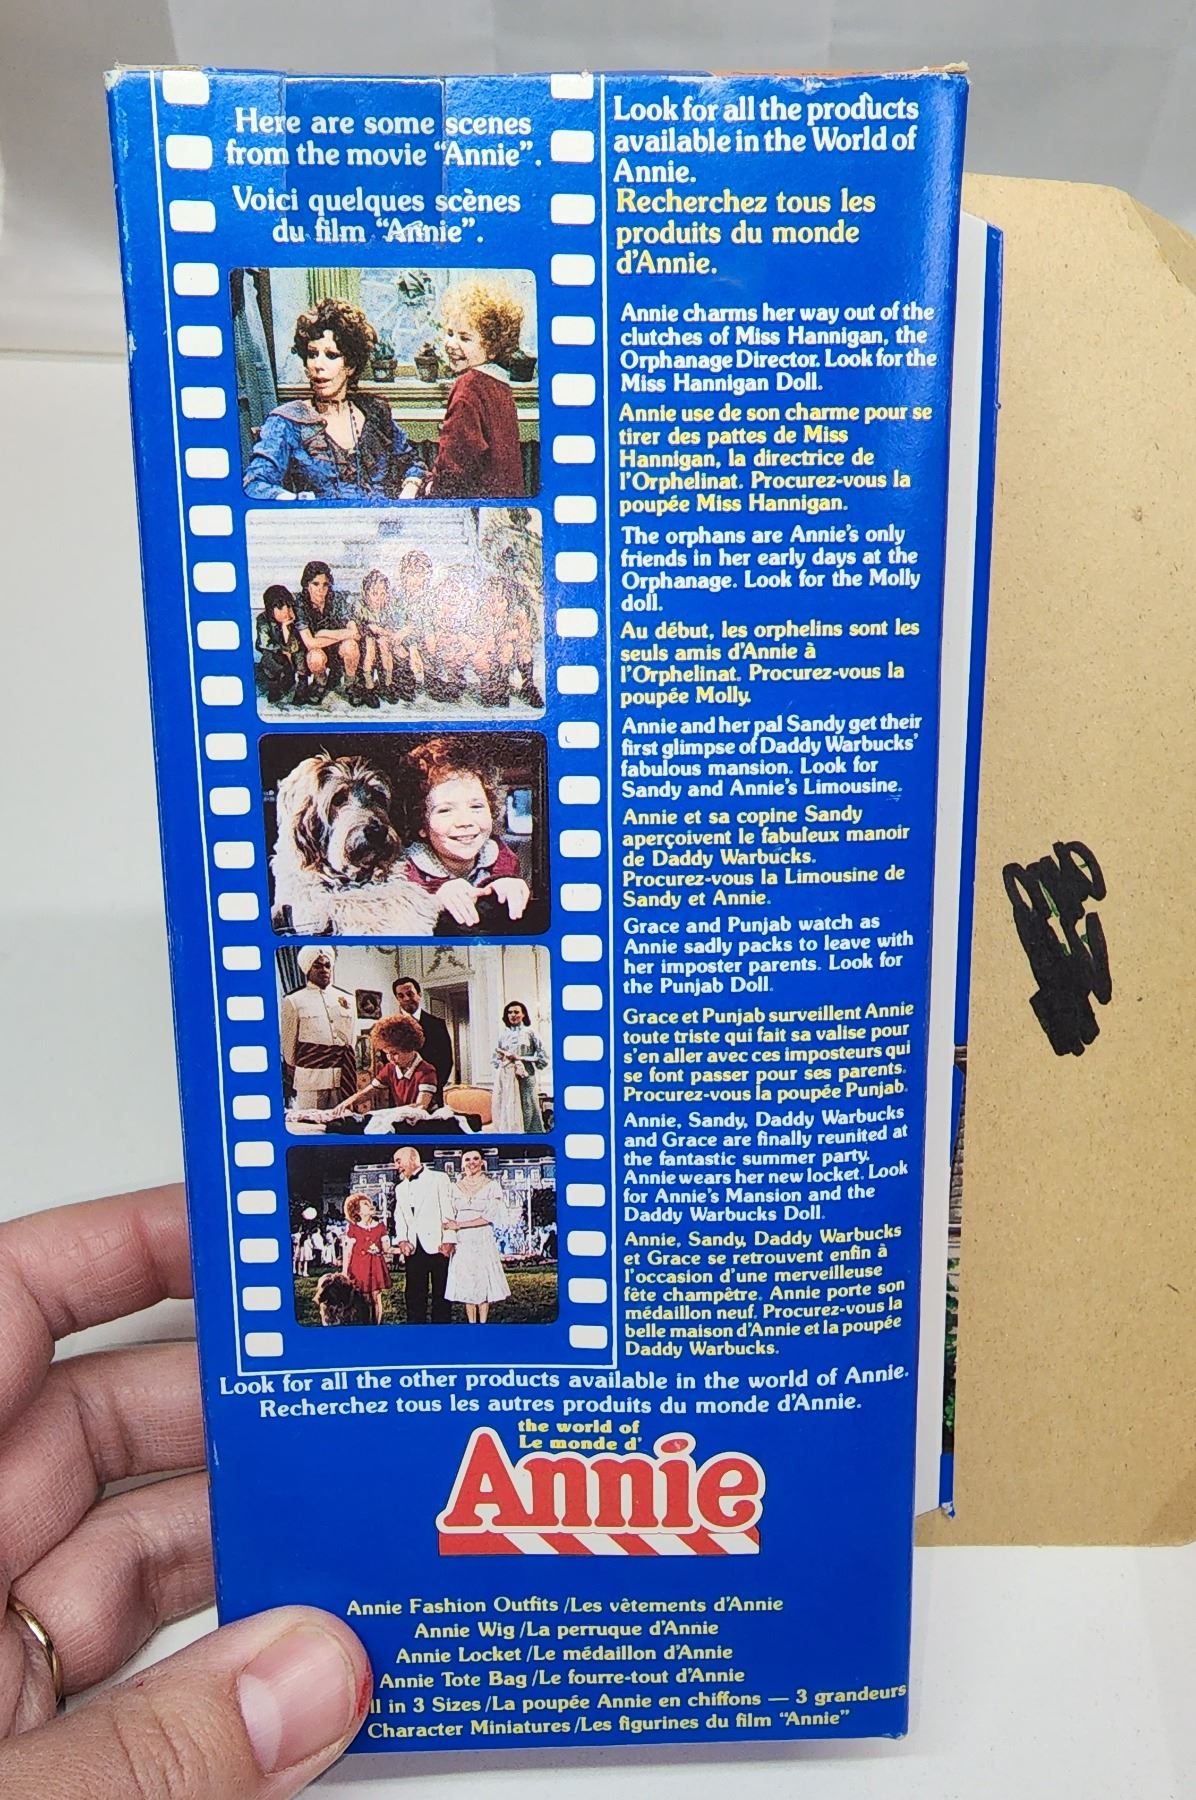 Here are some scenes
from the movie "Annie".
Voici quelques scènes
du film "Annie".
Look for all the products
available in the World of
Annie.
Recherchez tous les
produits du monde
d'Annie.
Annie charms her way out of the
clutches of Miss Hannigan, the
Orphanage Director. Look for the
Miss Hannigan Doll.
Annie use de son charme pour se
tirer des pattes de Miss
Hannigan, la directrice de
l'Orphelinat. Procurez-vous la
poupée Miss Hannigan.
The orphans are Annie's only
friends in her early days at the
Orphanage. Look for the Molly
doll.
Au début, les orphelins sont les
seuls amis d'Annie à
l'Orphelinat. Procurez-vous la
poupée Molly.
Annie and her pal Sandy get their
first glimpse of Daddy Warbucks'
fabulous mansion. Look for
Sandy and Annie's Limousine.
Annie et sa copine Sandy
aperçoivent le fabuleux manoir
de Daddy Warbucks.
Procurez-vous la Limousine de
Sandy et Annie.
Grace and Punjab watch as
Annie sadly packs to leave with
her imposter parents. Look for
the Punjab Doll.
Grace et Punjab surveillent Annie
toute triste qui fait sa valise pour
s'en aller avec ces imposteurs qui
se font passer pour ses parents.
Procurez-vous la poupée Punjab.
Annie, Sandy, Daddy Warbucks
and Grace are finally reunited at
the fantastic summer party.
Annie wears her new locket. Look
for Annie's Mansion and the
Daddy Warbucks Doll.
Annie, Sandy, Daddy Warbucks
et Grace se retrouvent enfin à
l'occasion d'une merveilleuse
fête champêtre. Annie porte son
médaillon neuf. Procurez-vous la
belle maison d'Annie et la poupée
Daddy Warbucks.
Look for all the other products available in the world of Annie.
Recherchez tous les autres produits du monde d'Annie.
the world of
Le monde d'
Annie
Annie Fashion Outfits /Les vêtements d'Annie
Annie Wig /La perruque d'Annie
Annie Locket /Le médaillon d'Annie
Annie Tote Bag /Le fourre-tout d'Annie
in 3 Sizes /La poupée Annie en chiffons — 3 grandeurs
Character Miniatures /Les figurines du film "Annie"